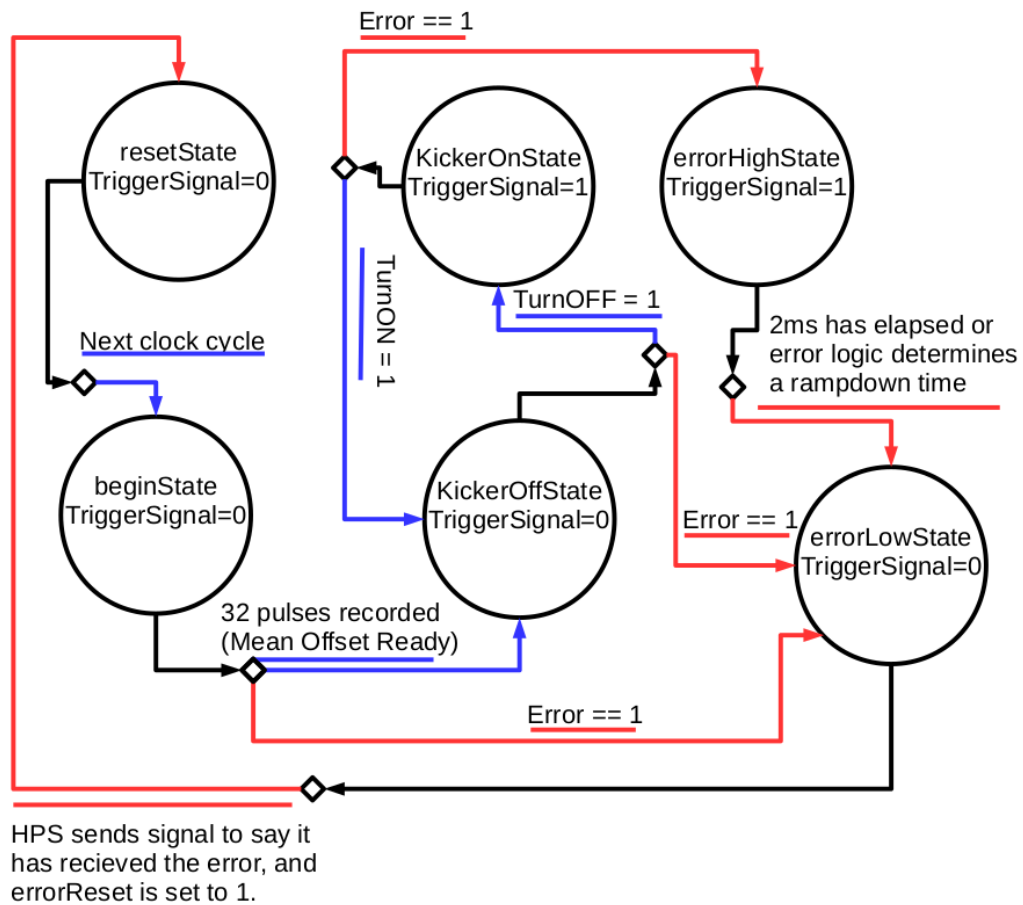 Error == 1
resetState
TriggerSignal=0
KickerOnState
TriggerSignal=1
errorHighState
TriggerSignal=1
TurnON = 1
TurnOFF = 1
2ms has elapsed or
error logic determines
a rampdown time
Next clock cycle
beginState
TriggerSignal=0
KickerOffState
TriggerSignal=0
Error == 1
errorLowState
TriggerSignal=0
32 pulses recorded
(Mean Offset Ready)
Error == 1
HPS sends signal to say it
has recieved the error, and
errorReset is set to 1.